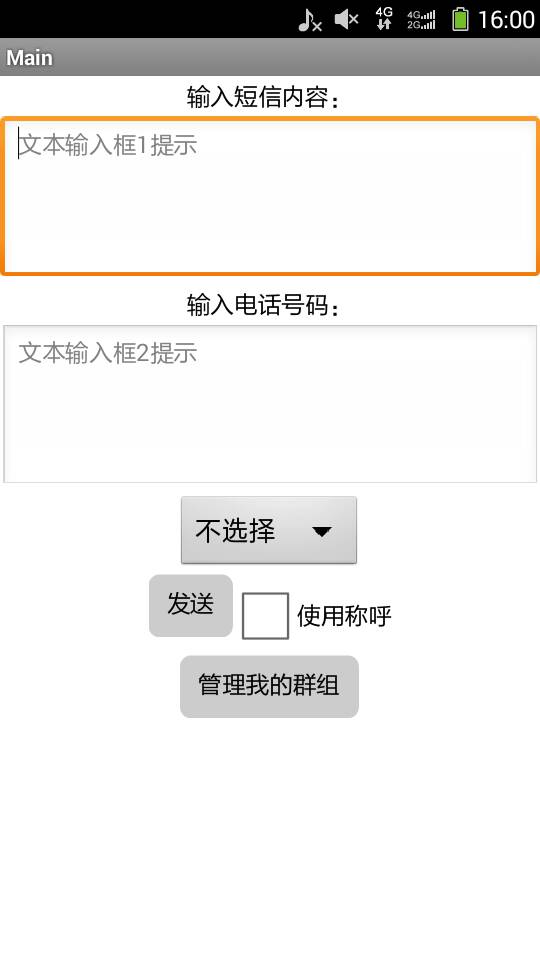 4G 4G 2G 16:00
Main
输入短信内容：
文本输入框1提示
输入电话号码：
文本输入框2提示
不选择
发送 使用称呼
管理我的群组